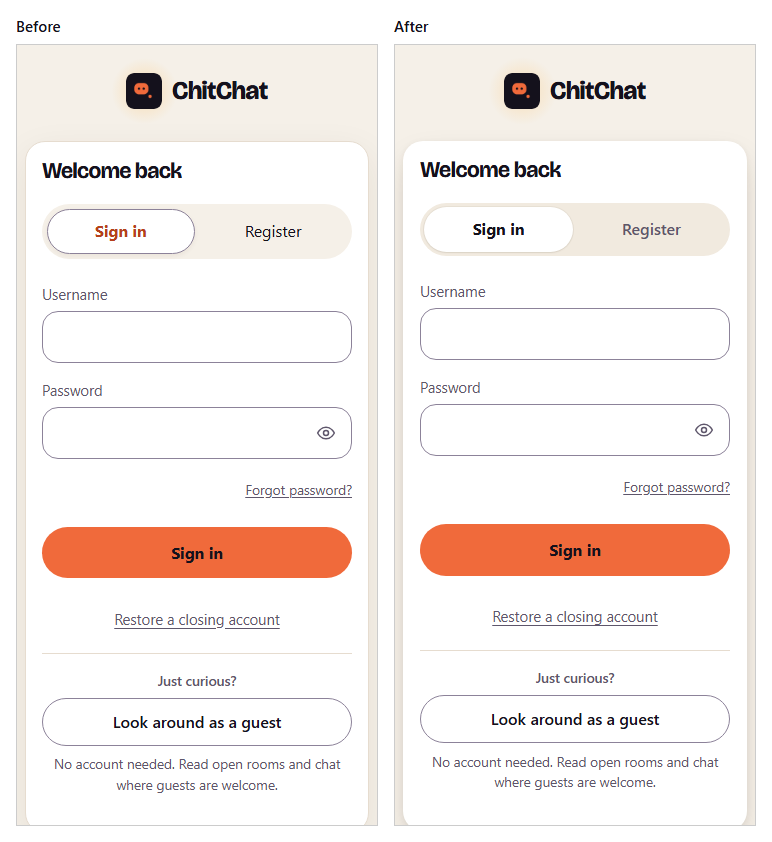 Before
ChitChat
Welcome back
Sign in
Register
Username
Password
Forgot password?
Sign in
Restore a closing account
Just curious?
Look around as a guest
No account needed. Read open rooms and chat
where guests are welcome.
After
ChitChat
Welcome back
Sign in
Register
Username
Password
Forgot password?
Sign in
Restore a closing account
Just curious?
Look around as a guest
No account needed. Read open rooms and chat
where guests are welcome.